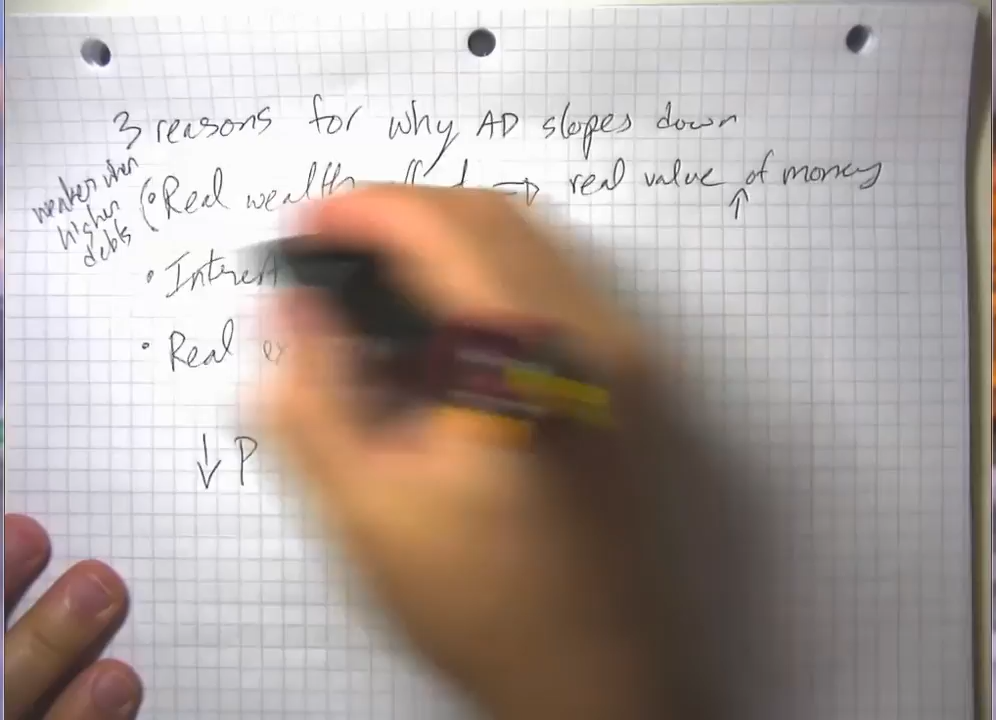 3 reasons for why AD slopes down
• Real wealth → real value of money
↑
weaker when
higher
debts
• Interest
• Real
↓ P